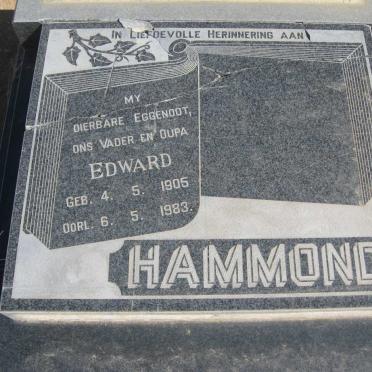 IN LIEFDEVOLLE HERINNERING AAN
MY
DIERBARE EGGENOOT,
ONS VADER EN OUPA
EDWARD
GEB. 4. 5. 1905
OORL. 6. 5. 1983.
HAMMOND